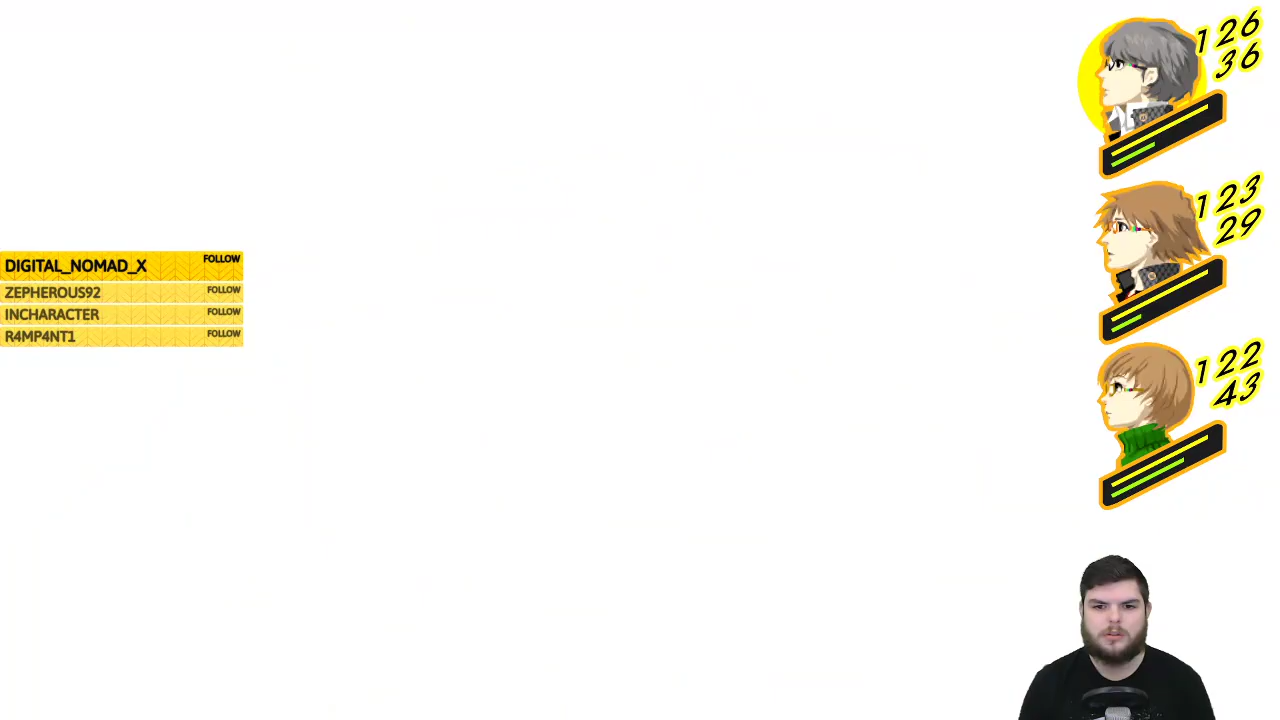 126
36
DIGITAL_NOMAD_X FOLLOW
ZEPHEROUS92 FOLLOW
INCHARACTER FOLLOW
R4MP4NT1 FOLLOW
123
29
122
43